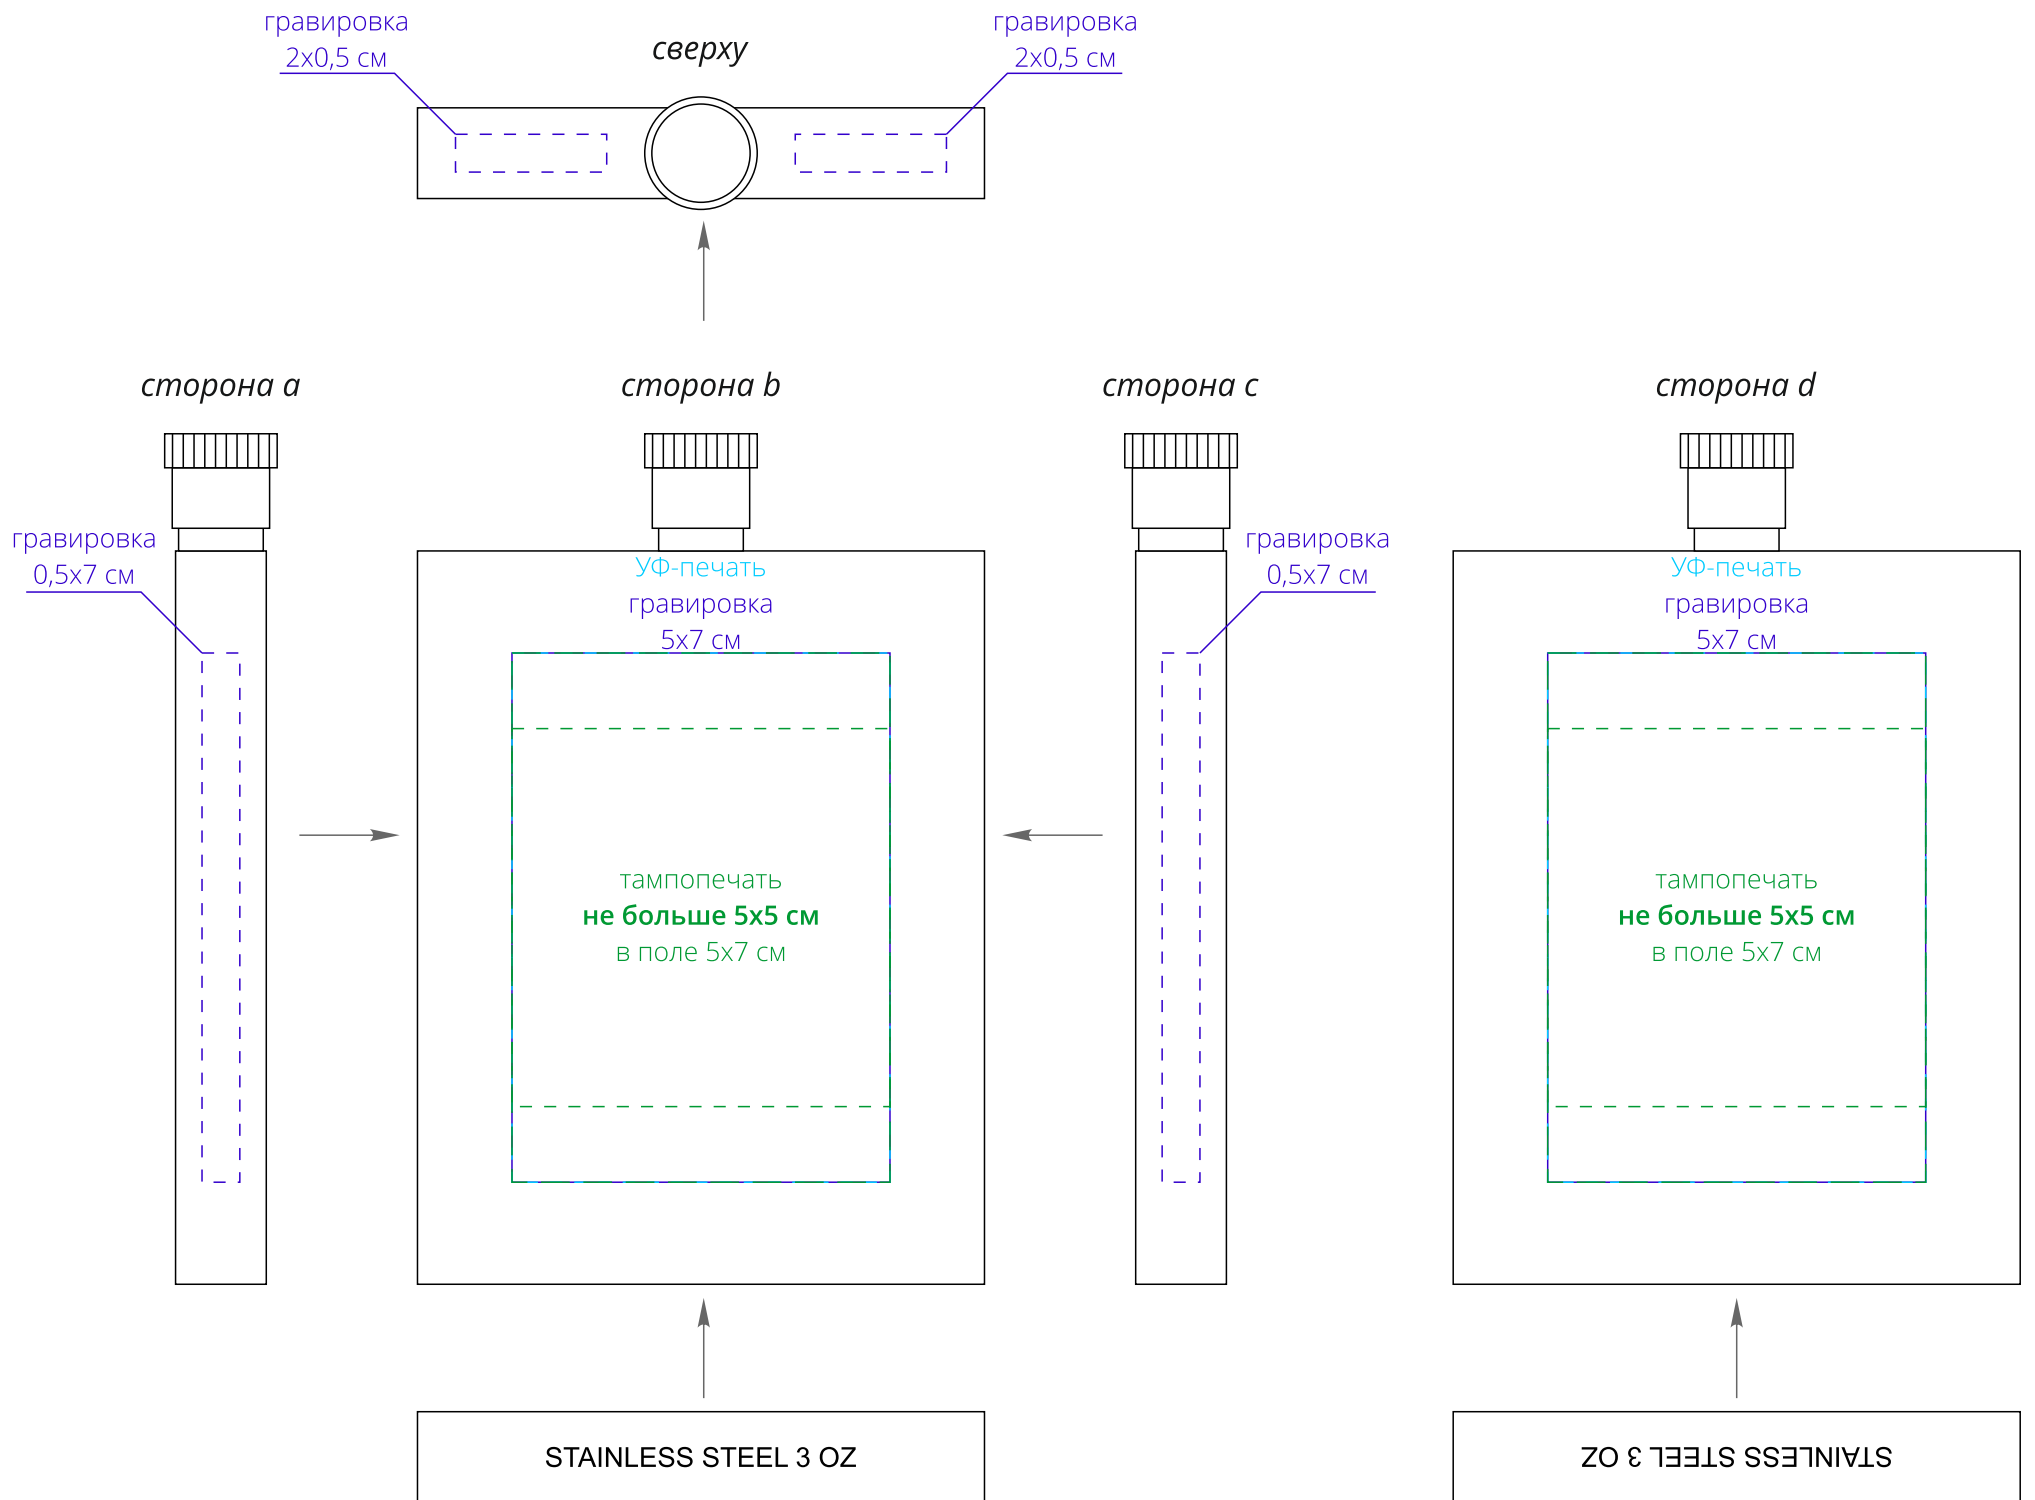 гравировка
2х0,5 см
сверху
гравировка
2х0,5 см
сторона a
сторона b
сторона c
сторона d
гравировка
0,5х7 см
УФ-печать
гравировка
5х7 см
гравировка
0,5х7 см
УФ-печать
гравировка
5х7 см
тампопечать
не больше 5х5 см
в поле 5х7 см
тампопечать
не больше 5х5 см
в поле 5х7 см
STAINLESS STEEL 3 OZ
STAINLESS STEEL 3 OZ